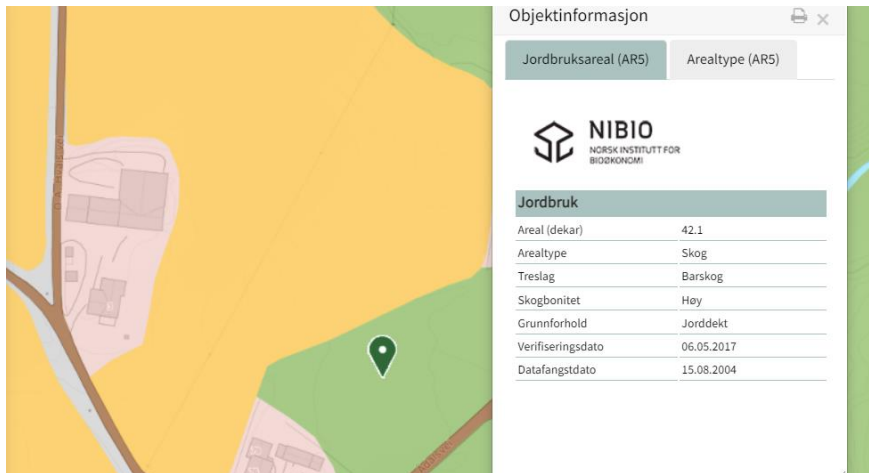 Objektinformasjon
Jordbruksareal (AR5) Arealtype (AR5)
NIBIO
NORSK INSTITUTT FOR
BIOØKONOMI
Jordbruk
Areal (dekar) 42.1
Arealtype Skog
Treslag Barskog
Skogbonitet Høy
Grunnforhold Jorddekt
Verifiseringsdato 06.05.2017
Datafangstdato 15.08.2004